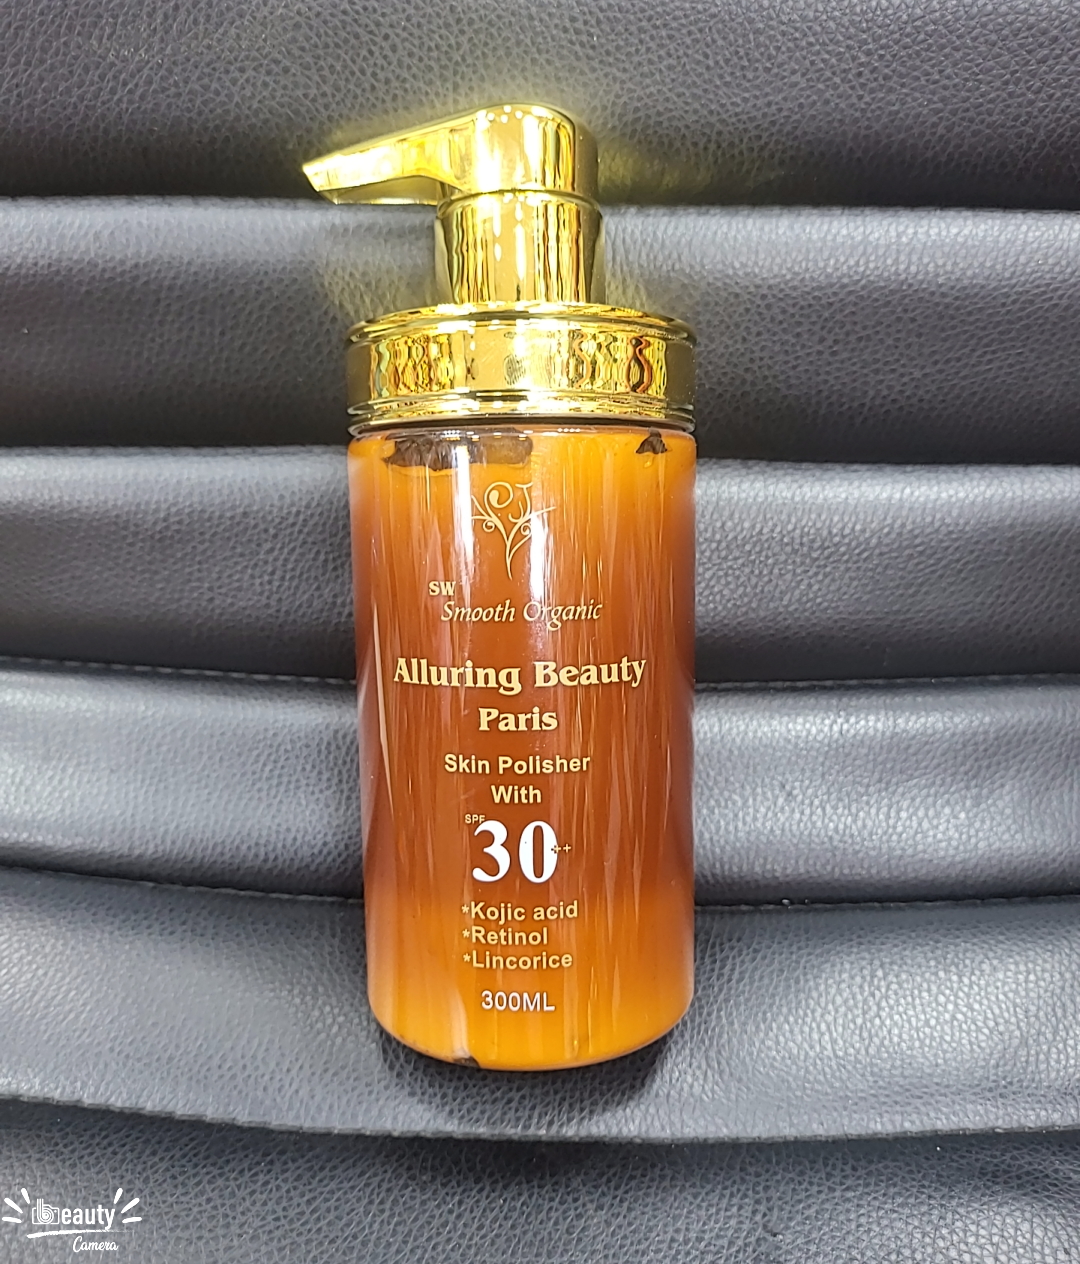 SW
Smooth Organic
Alluring Beauty
Paris
Skin Polisher
With
SPF 30++
*Kojic acid
*Retinol
*Lincorice
300ML
beauty
Camera